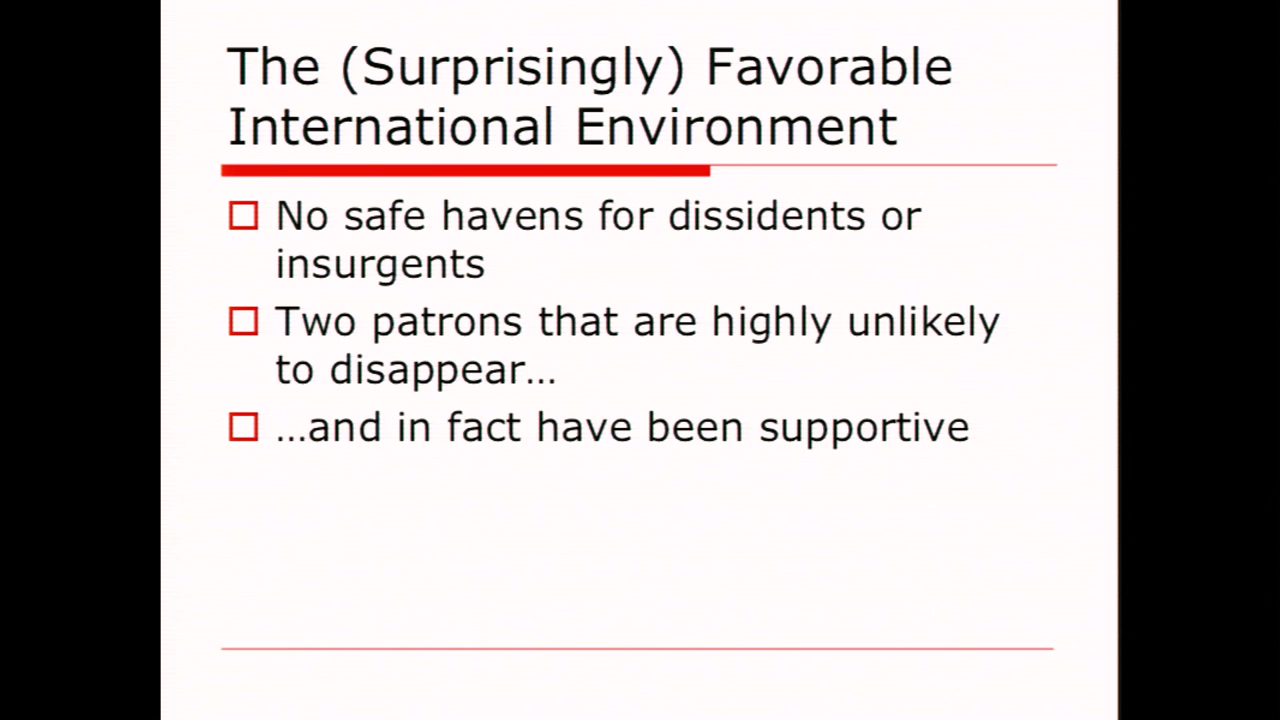 The (Surprisingly) Favorable
International Environment
No safe havens for dissidents or
insurgents
Two patrons that are highly unlikely
to disappear…
…and in fact have been supportive